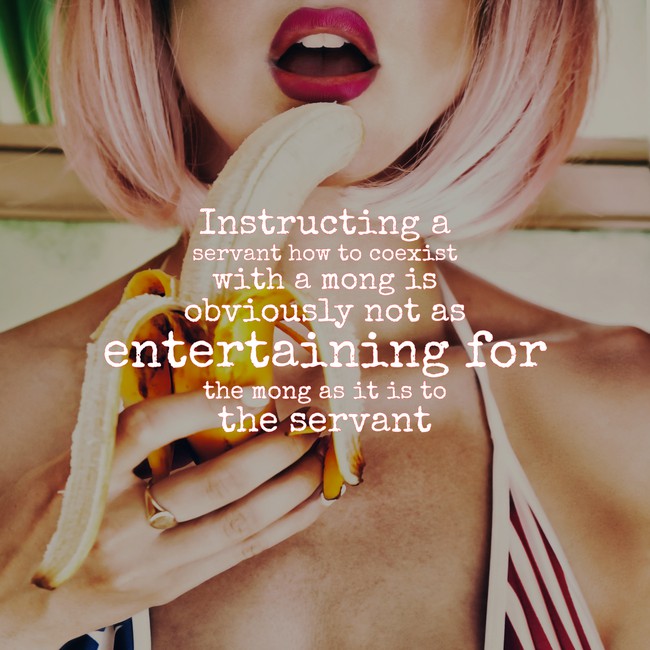 Instructing a
servant how to coexist
with a mong is
obviously not as
entertaining for
the mong as it is to
the servant